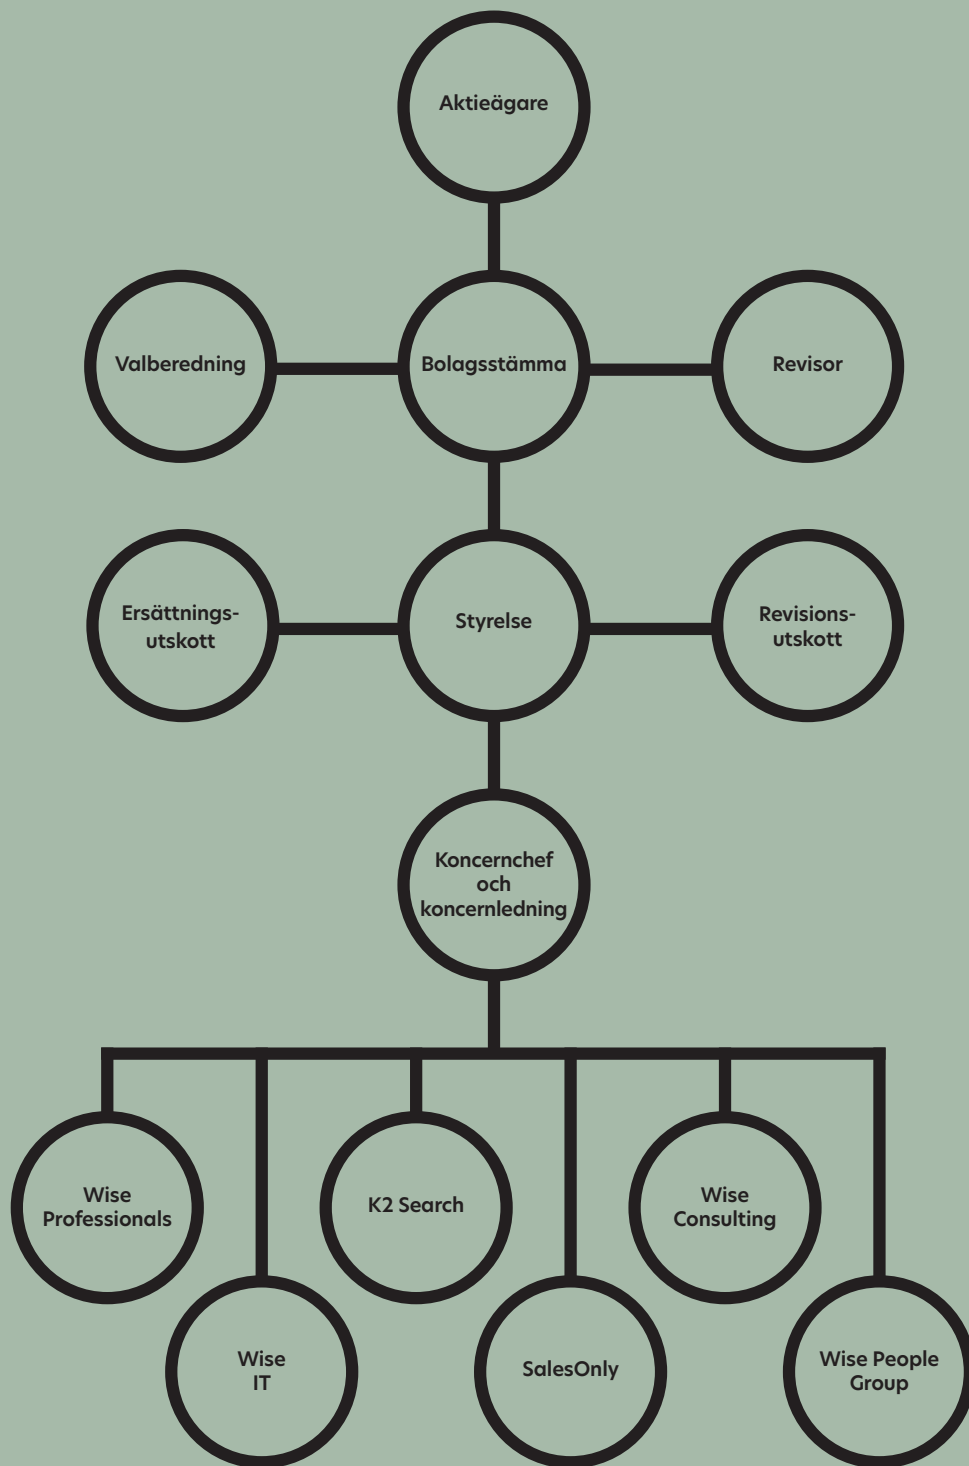 Aktieägare
Valberedning
Bolagsstämma
Revisor
Ersättnings-
utskott
Styrelse
Revisions-
utskott
Koncernchef
och
koncernledning
Wise
Professionals
K2 Search
Wise
Consulting
Wise
IT
SalesOnly
Wise People
Group